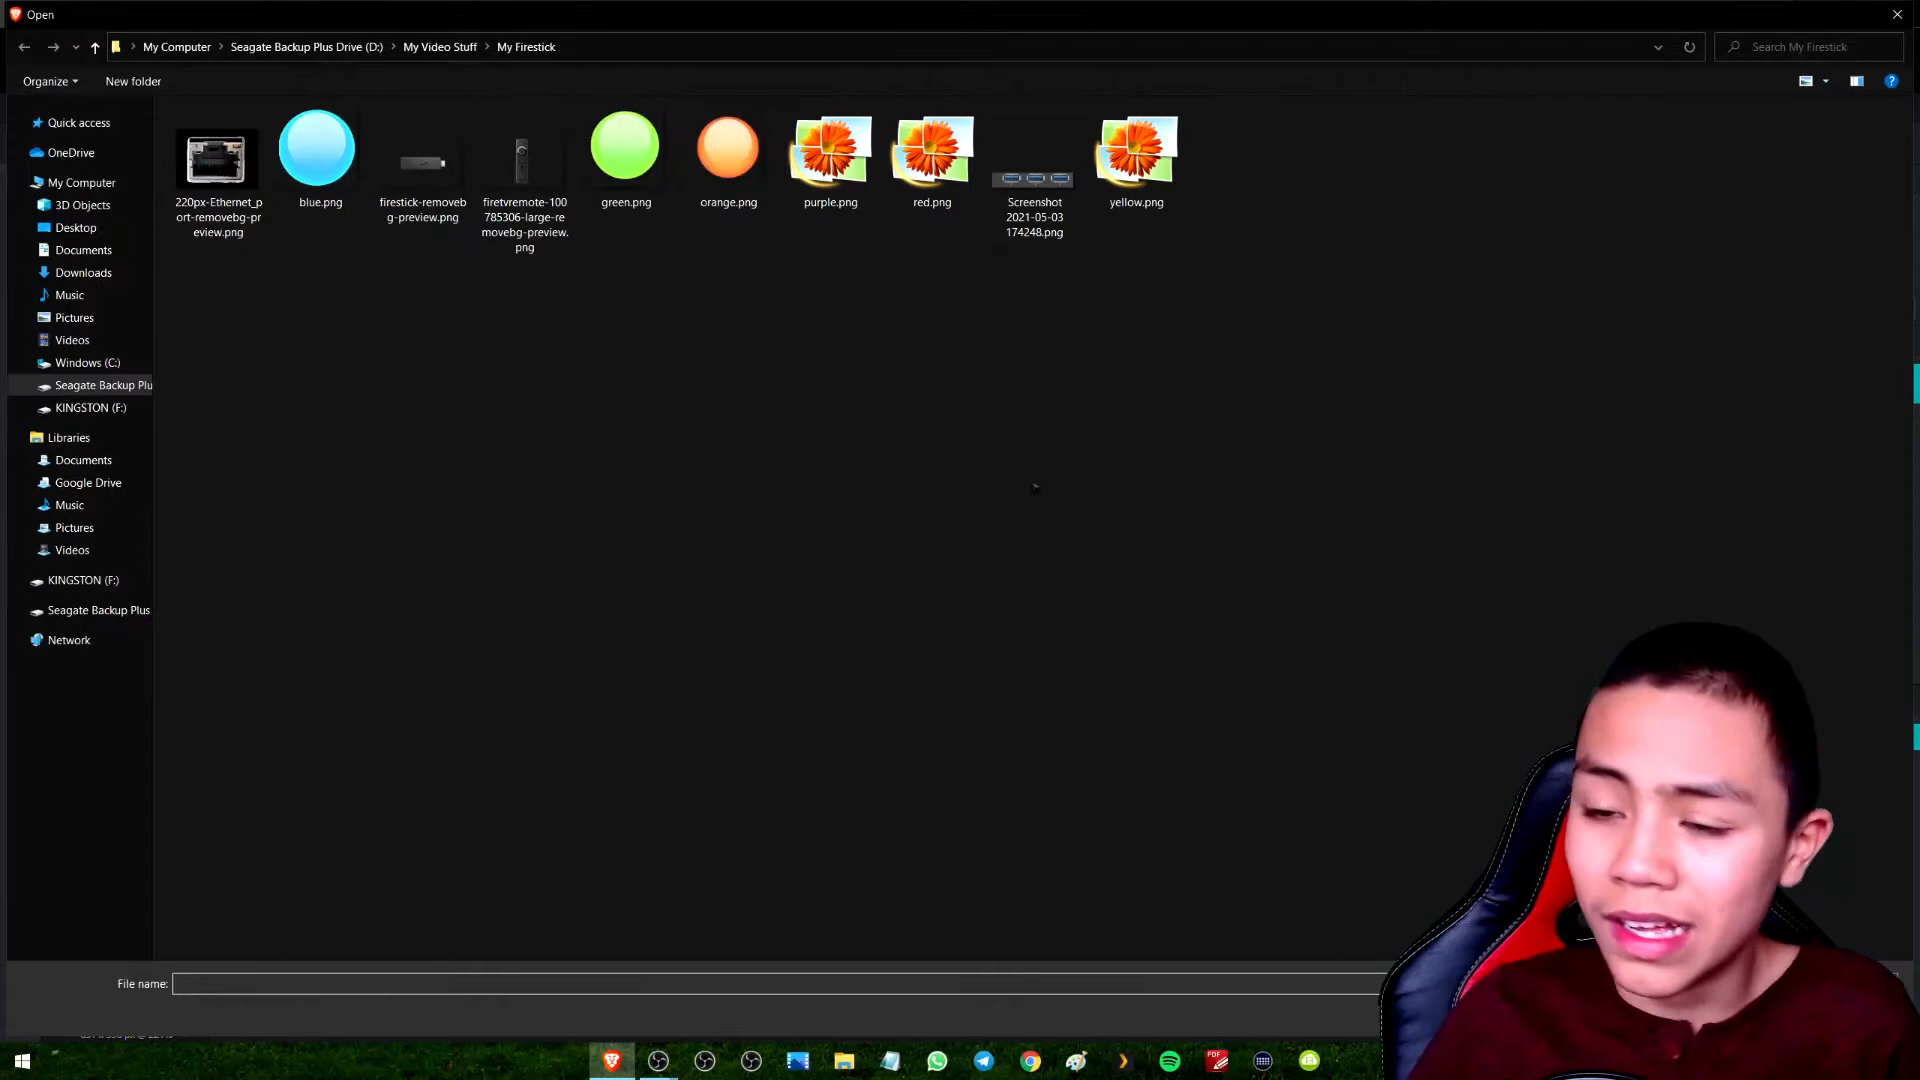 Open
My Computer > Seagate Backup Plus Drive (D:) > My Video Stuff > My Firestick
Search My Firestick
Organize
New folder
Quick access
OneDrive
My Computer
3D Objects
Desktop
Documents
Downloads
Music
Pictures
Videos
Windows (C:)
Seagate Backup Plu
KINGSTON (F:)
Libraries
Documents
Google Drive
Music
Pictures
Videos
KINGSTON (F:)
Seagate Backup Plus
Network
220px-Ethernet_p
ort-removebg-pr
eview.png
blue.png
firestick-removeb
g-preview.png
firetvremote-100
785306-large-re
movebg-preview.
png
green.png
orange.png
purple.png
red.png
Screenshot
2021-05-03
174248.png
yellow.png
File name:
PDF